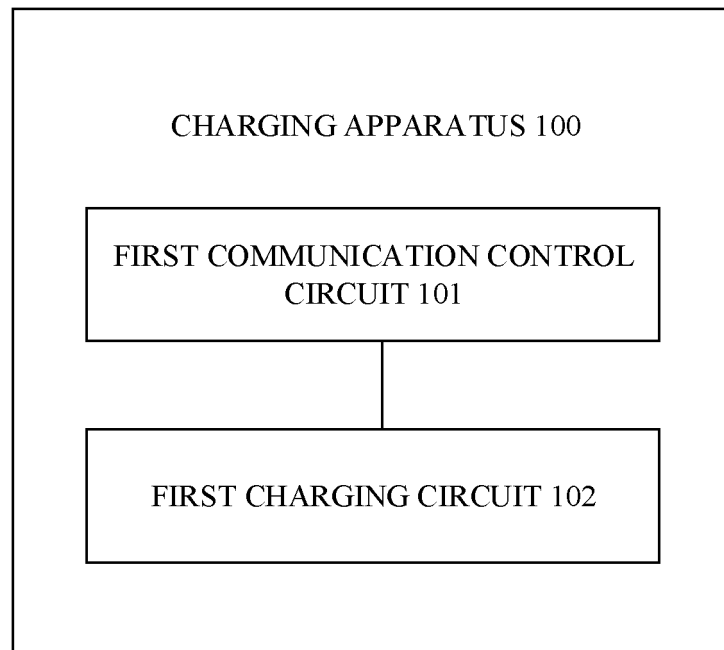 CHARGING APPARATUS 100
FIRST COMMUNICATION CONTROL
CIRCUIT 101
FIRST CHARGING CIRCUIT 102